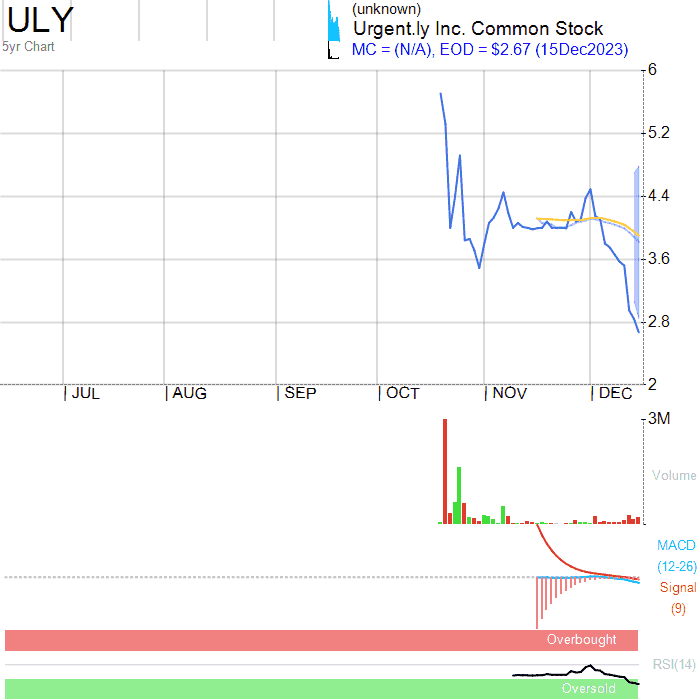 ULY
5yr Chart
(unknown)
Urgent.ly Inc. Common Stock
MC = (N/A), EOD = $2.67 (15Dec2023)
6
5.2
4.4
3.6
2.8
2
JUL AUG SEP OCT NOV DEC
3M
Volume
MACD
(12-26)
Signal
(9)
Overbought
RSI(14)
Oversold